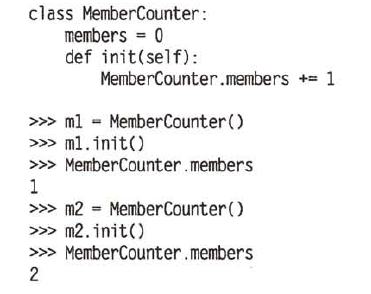 class MemberCounter:
    members = 0
    def init(self):
        MemberCounter.members += 1
>>> m1 = MemberCounter()
>>> m1.init()
>>> MemberCounter.members
1
>>> m2 = MemberCounter()
>>> m2.init()
>>> MemberCounter.members
2